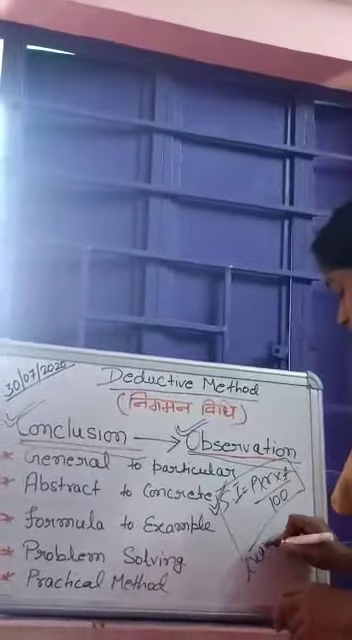 30/07/2020
Deductive Method
(निगमन विधि)
Conclusion → Observation
* General to particular
* Abstract to Concrete
* Formula to Example
* Problem Solving
* Practical Method
S.I = P×r×t
100